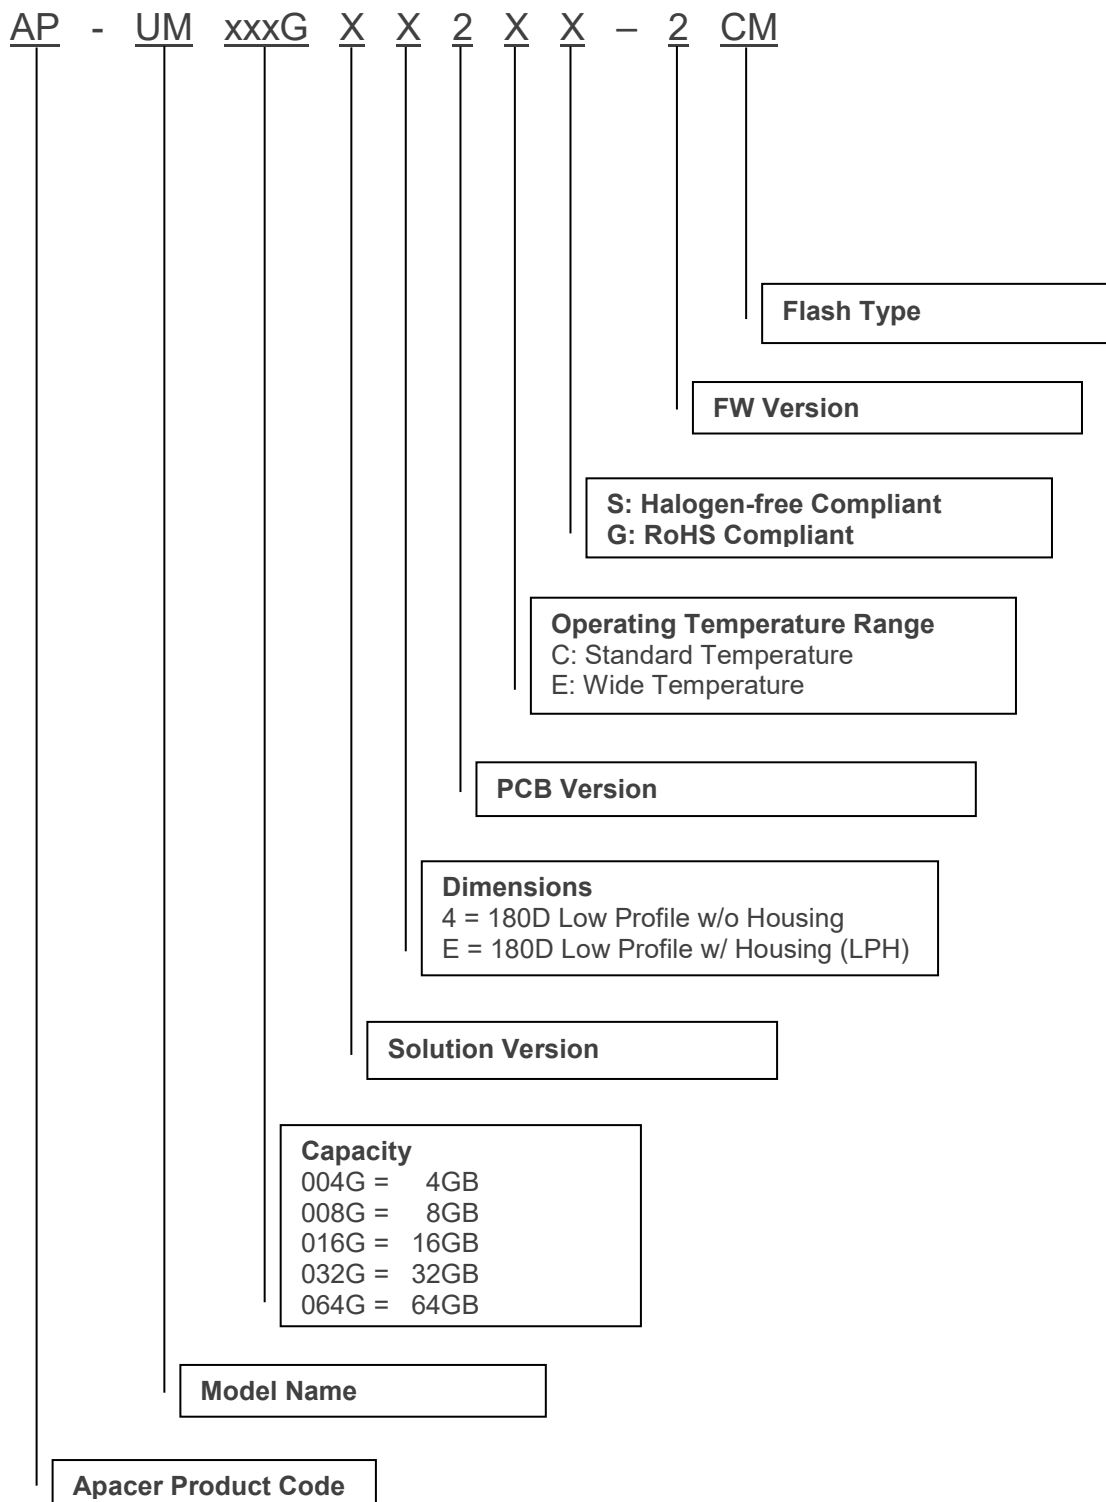 AP - UM xxxG X X 2 X X – 2 CM
Flash Type
FW Version
S: Halogen-free Compliant
G: RoHS Compliant
Operating Temperature Range
C: Standard Temperature
E: Wide Temperature
PCB Version
Dimensions
4 = 180D Low Profile w/o Housing
E = 180D Low Profile w/ Housing (LPH)
Solution Version
Capacity
004G = 4GB
008G = 8GB
016G = 16GB
032G = 32GB
064G = 64GB
Model Name
Apacer Product Code